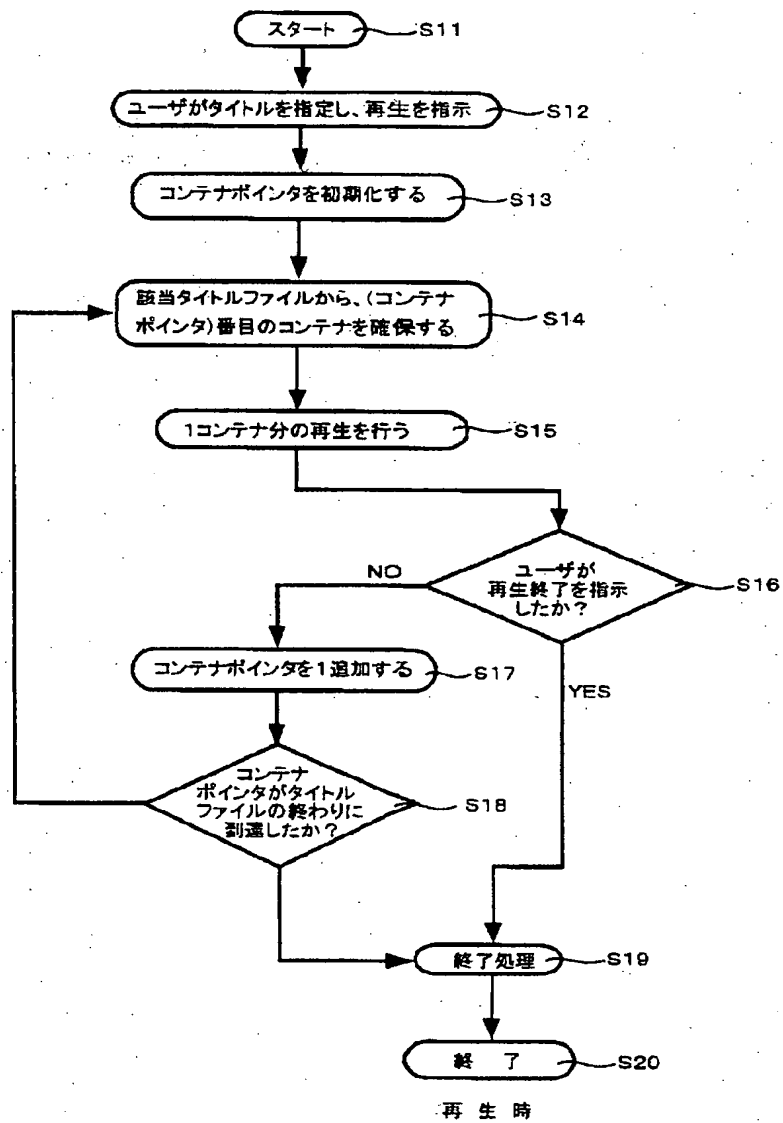 スタート
S11
ユーザがタイトルを指定し、再生を指示
S12
コンテナポインタを初期化する
S13
該当タイトルファイルから、(コンテナ
ポインタ)番目のコンテナを確保する
S14
1コンテナ分の再生を行う
S15
ユーザが
再生終了を指示
したか?
S16
NO
YES
コンテナポインタを1追加する
S17
コンテナ
ポインタがタイトル
ファイルの終わりに
到達したか?
S18
終了処理
S19
終 了
S20
再 生 時